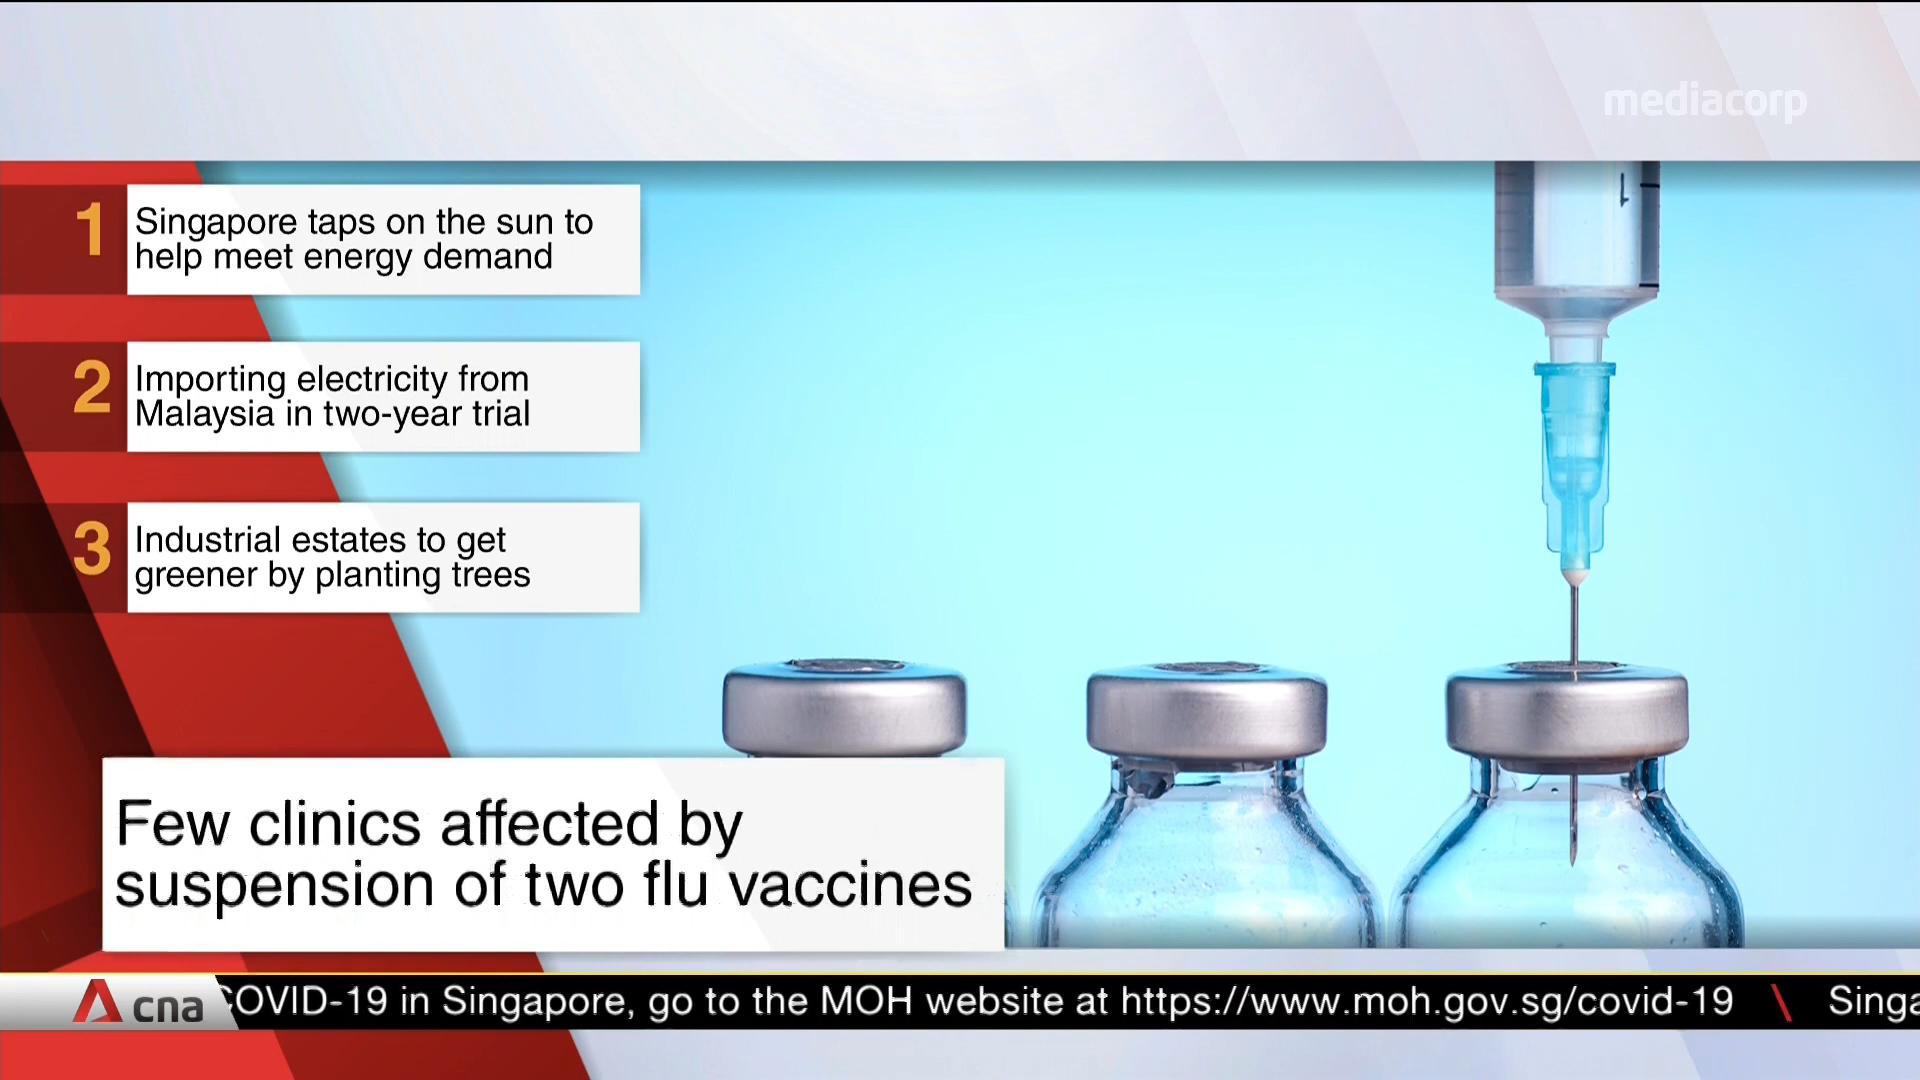 mediacorp
1
Singapore taps on the sun to
help meet energy demand
2
Importing electricity from
Malaysia in two-year trial
3
Industrial estates to get
greener by planting trees
Few clinics affected by
suspension of two flu vaccines
cna
COVID-19 in Singapore, go to the MOH website at https://www.moh.gov.sg/covid-19 \ Singa